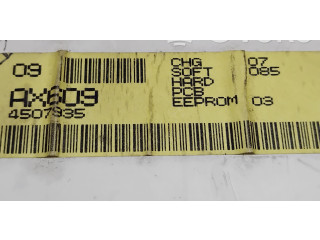 09
AX609
4507935
CHG 07
SOFT 085
HARD
PCB
EEPROM 03